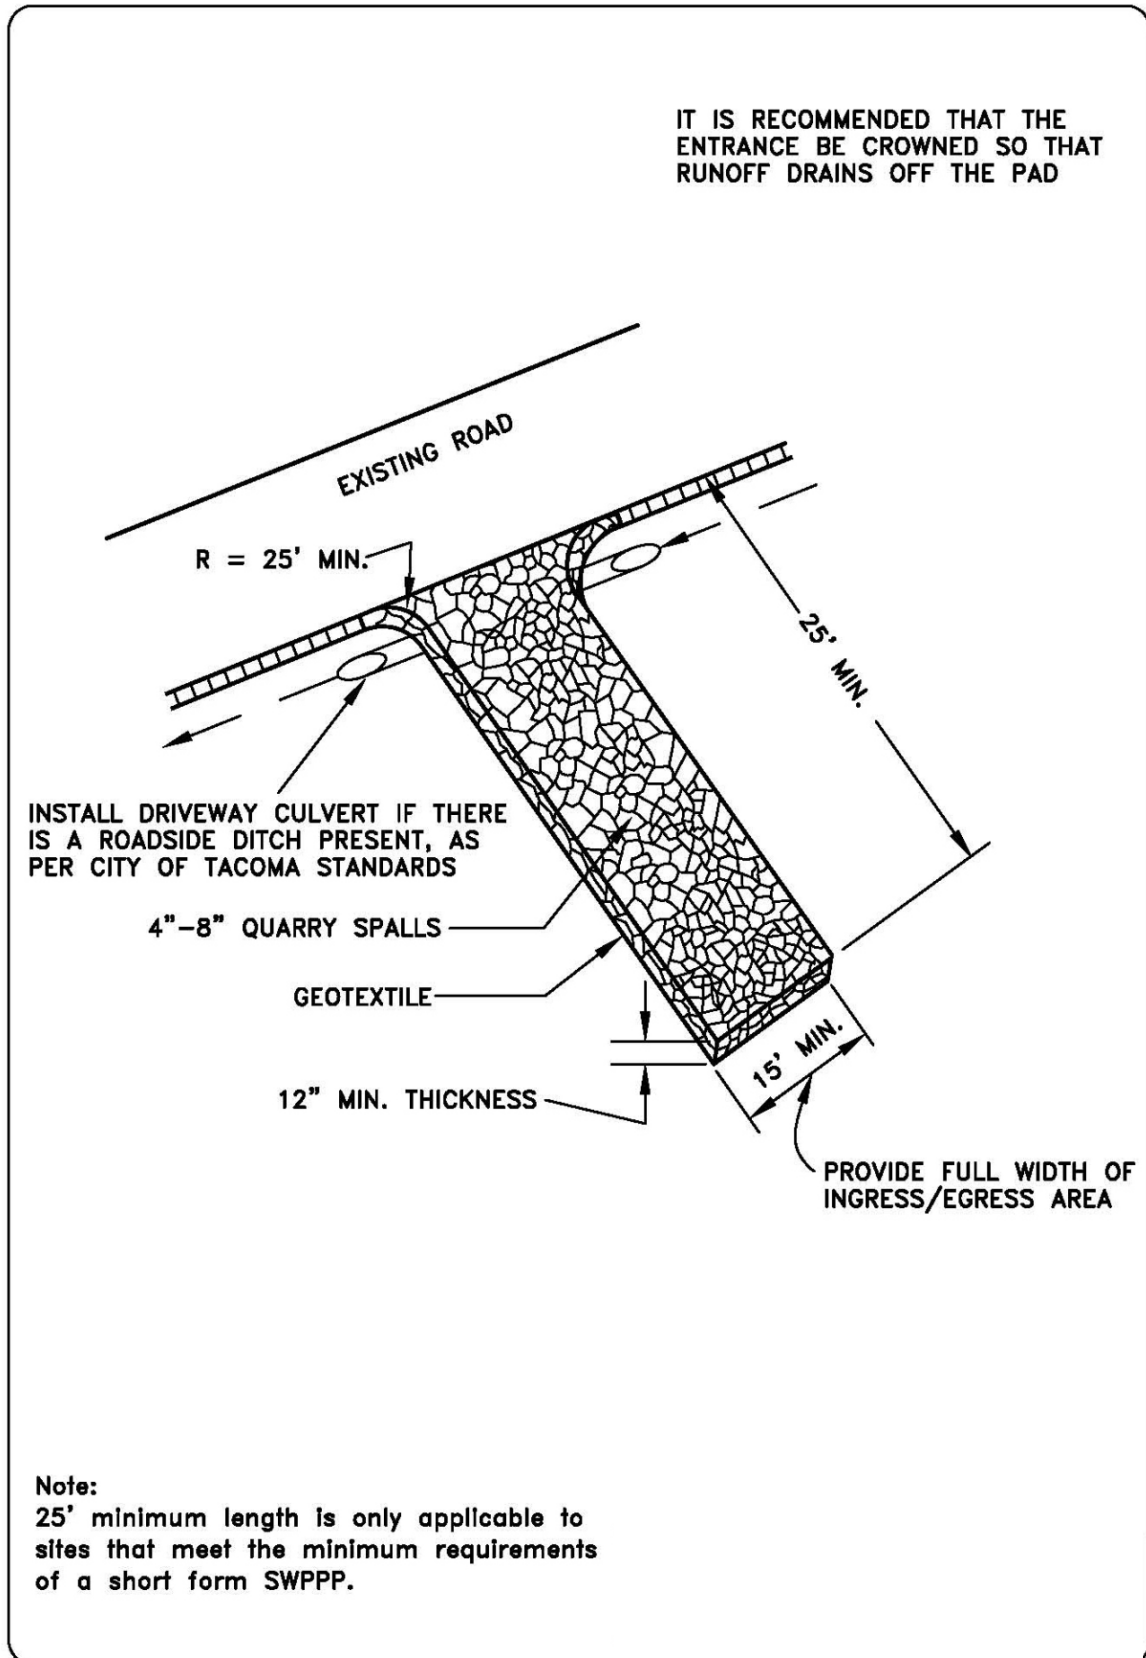 IT IS RECOMMENDED THAT THE
ENTRANCE BE CROWNED SO THAT
RUNOFF DRAINS OFF THE PAD
EXISTING ROAD
R = 25' MIN.
25' MIN.
INSTALL DRIVEWAY CULVERT IF THERE
IS A ROADSIDE DITCH PRESENT, AS
PER CITY OF TACOMA STANDARDS
4"-8" QUARRY SPALLS
GEOTEXTILE
12" MIN. THICKNESS
15' MIN.
PROVIDE FULL WIDTH OF
INGRESS/EGRESS AREA
Note:
25' minimum length is only applicable to
sites that meet the minimum requirements
of a short form SWPPP.